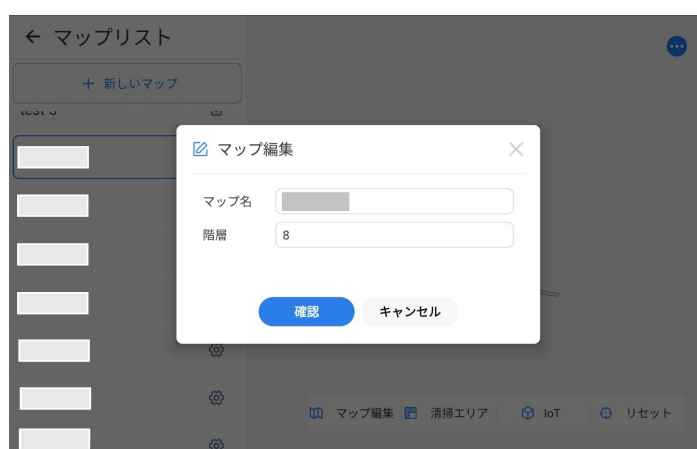 ← マップリスト
+ 新しいマップ
test 3
マップ編集
マップ名
階層 8
確認 キャンセル
マップ編集 清掃エリア IoT リセット